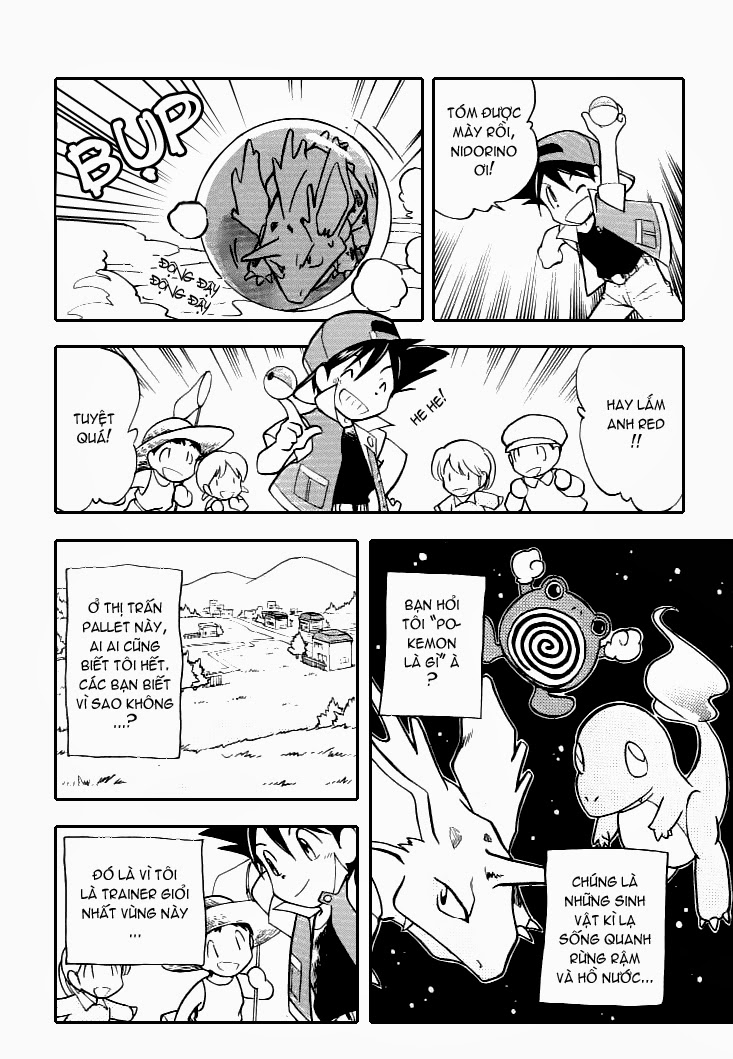 TÓM ĐƯỢC
MÀY RỒI,
NIDORINO
ƠI!
BỤP
ĐỘNG ĐẬY
ĐỘNG ĐẬY
HAY LẮM
ANH RED
!!
HE HE!
TUYỆT
QUÁ!
BẠN HỎI
TÔI "PO-
KEMON
LÀ GÌ" À
?
CHÚNG LÀ
NHỮNG SINH
VẬT KÌ LẠ
SỐNG QUANH
RỪNG RẬM
VÀ HỒ NƯỚC...
Ở THỊ TRẤN
PALLET NÀY,
AI AI CŨNG
BIẾT TÔI HẾT.
CÁC BẠN BIẾT
VÌ SAO KHÔNG
...?
ĐÓ LÀ VÌ TÔI
LÀ TRAINER GIỎI
NHẤT VÙNG NÀY
...